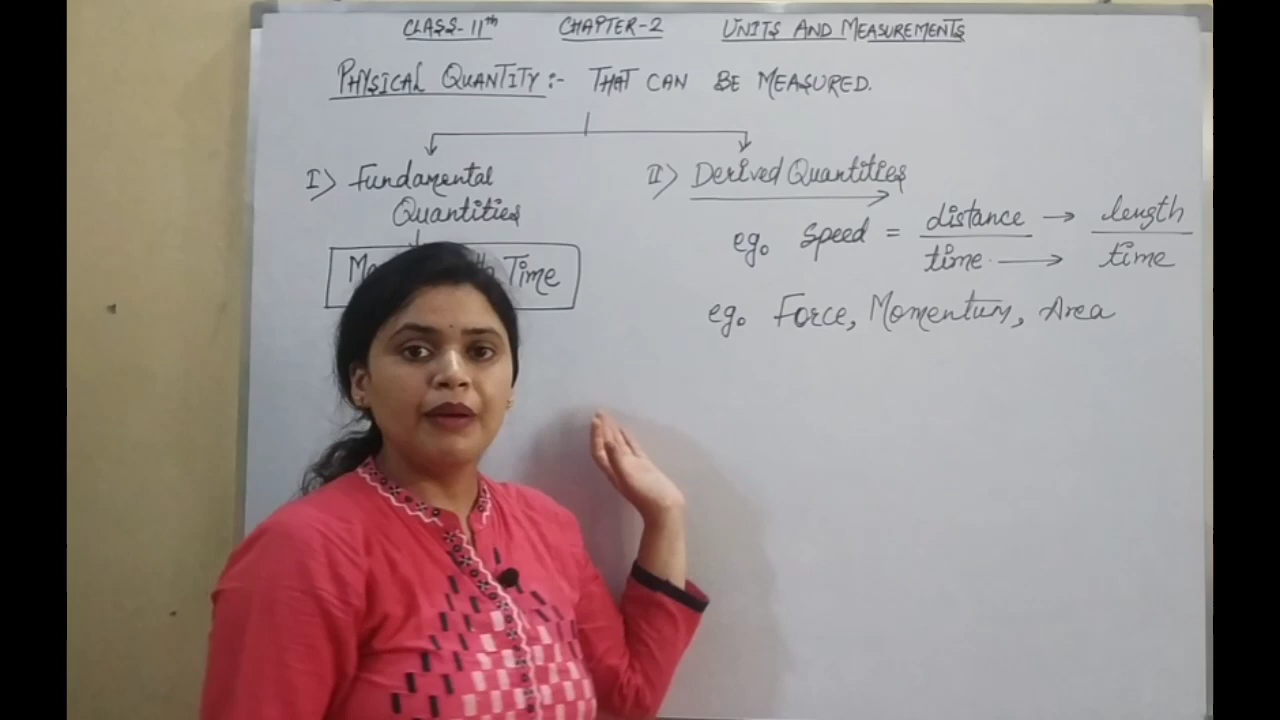 CLASS-11th CHAPTER-2 UNITS AND MEASUREMENTS
PHYSICAL QUANTITY:- THAT CAN BE MEASURED.
I> Fundamental
Quantities
Time
II> Derived Quantities
eg. Speed = distance → length
time → time
eg. Force, Momentum, Area